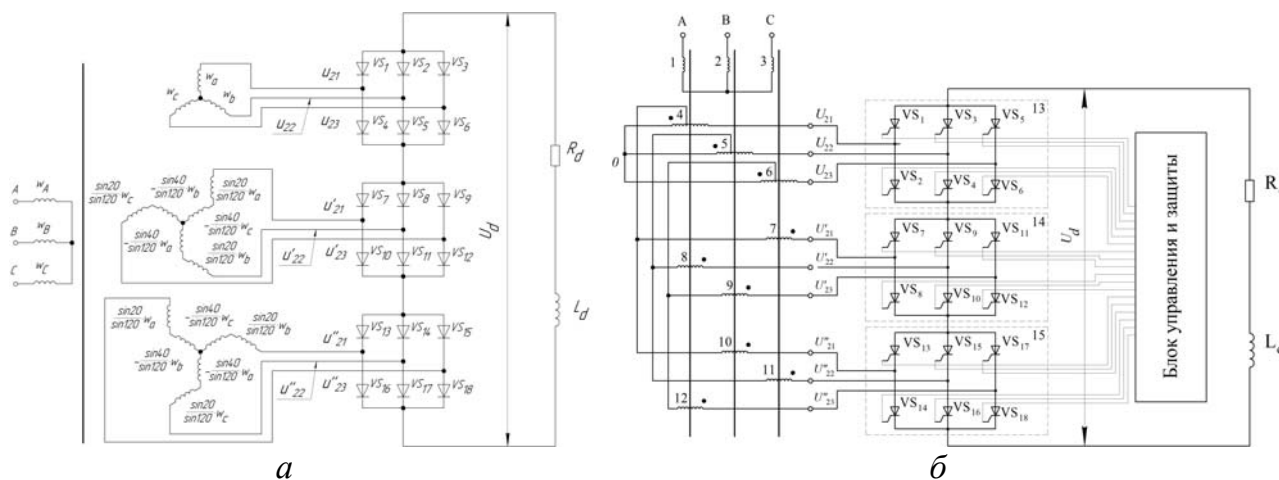 A w_A
B w_B
C w_C
w_a
w_c
w_b
u_21
u_22
u_23
VS_1 VS_2 VS_3
VS_4 VS_5 VS_6
sin20/sin120 w_c
-sin40/sin120 w_b
sin20/sin120 w_a
-sin40/sin120 w_a
-sin40/sin120 w_c
sin20/sin120 w_b
u'_21
u'_22
u'_23
VS_7 VS_8 VS_9
VS_10 VS_11 VS_12
sin20/sin120 w_a
-sin40/sin120 w_c
sin20/sin120 w_b
-sin40/sin120 w_b
-sin40/sin120 w_a
sin20/sin120 w_c
u''_21
u''_22
u''_23
VS_13 VS_14 VS_15
VS_16 VS_17 VS_18
U_d
R_d
L_d
а
A B C
1 2 3
4
5
0
6
7
8
9
10
11
12
U_21
U_22
U_23
U'_21
U'_22
U'_23
U''_21
U''_22
U''_23
VS_1 VS_3 VS_5 13
VS_2 VS_4 VS_6
14
VS_7 VS_9 VS_11
VS_8 VS_10 VS_12
15
VS_13 VS_15 VS_17
VS_14 VS_16 VS_18
U_d
Блок управления и защиты
R
L
б